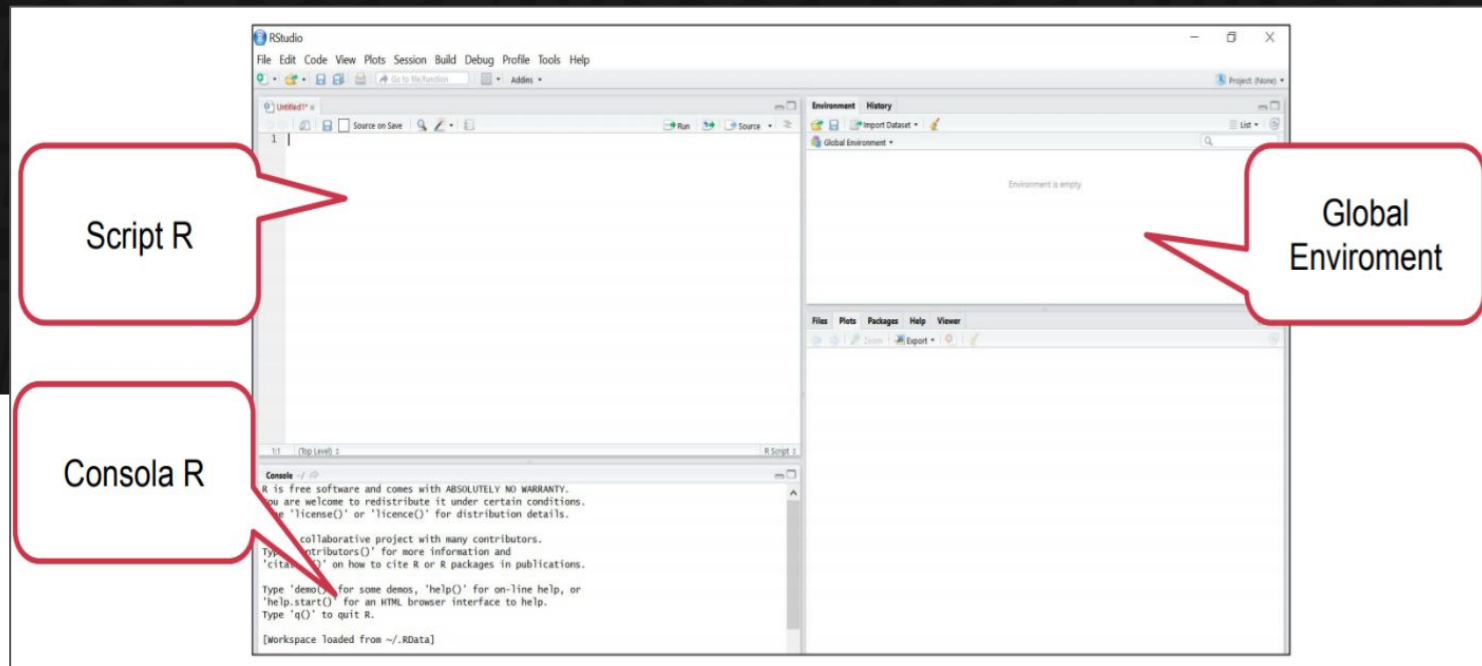 RStudio
File Edit Code View Plots Session Build Debug Profile Tools Help
Go to file/function Addins
Project: (None)
Untitled1* x
Source on Save Run Source
1
Script R
1:1 (Top Level) R Script
Console ~/
R is free software and comes with ABSOLUTELY NO WARRANTY.
You are welcome to redistribute it under certain conditions.
'license()' or 'licence()' for distribution details.
collaborative project with many contributors.
'contributors()' for more information and
on how to cite R or R packages in publications.
Type 'demo()' for some demos, 'help()' for on-line help, or
'help.start()' for an HTML browser interface to help.
Type 'q()' to quit R.
[Workspace loaded from ~/.RData]
Consola R
Environment History
Import Dataset List
Global Environment
Environment is empty
Global
Enviroment
Files Plots Packages Help Viewer
Zoom Export